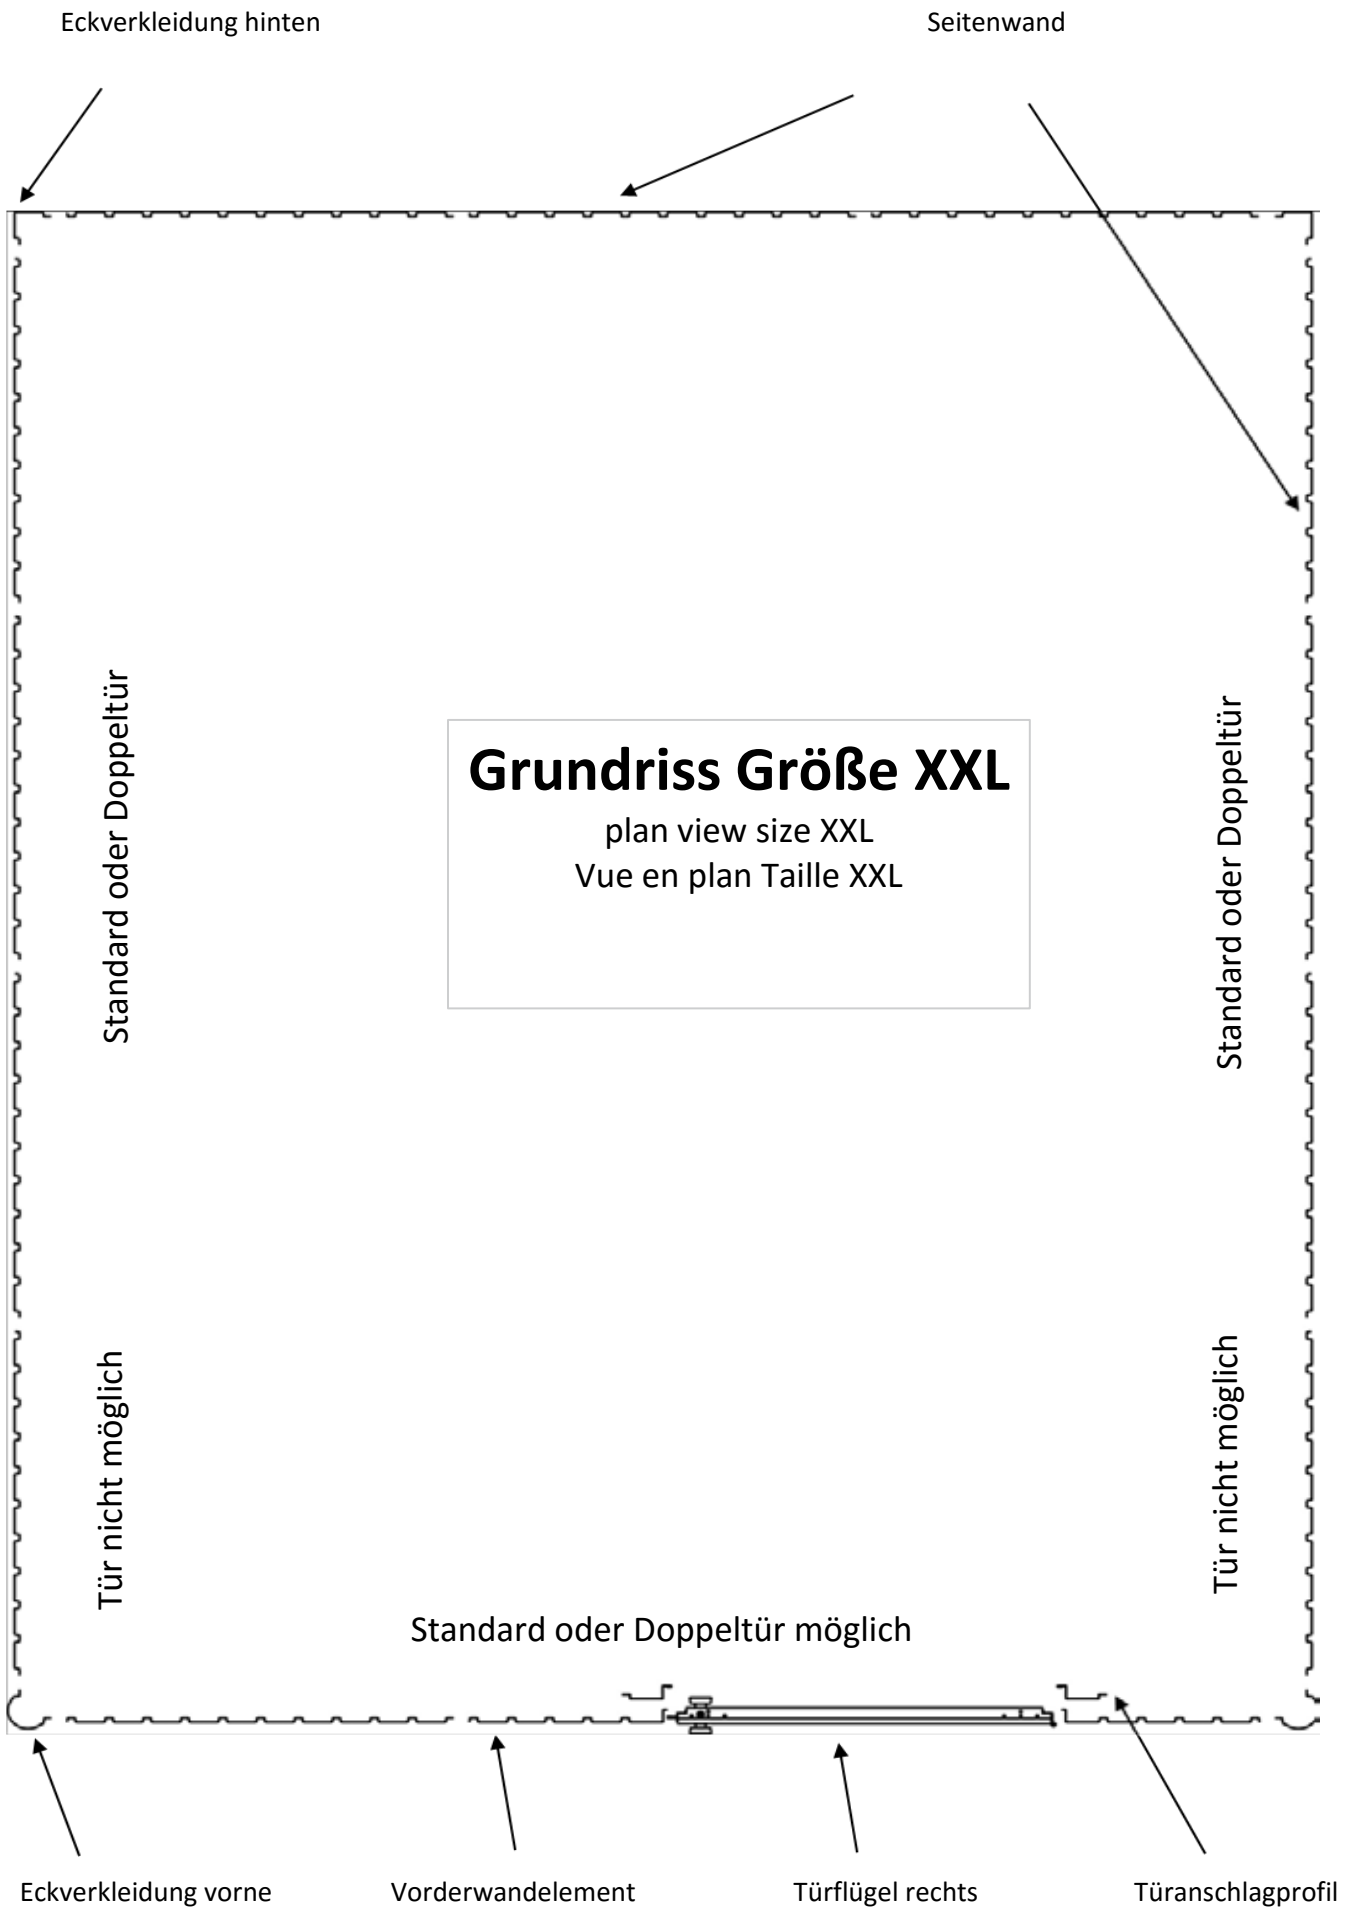 Eckverkleidung hinten
Seitenwand
Standard oder Doppeltür
Grundriss Größe XXL
plan view size XXL
Vue en plan Taille XXL
Standard oder Doppeltür
Tür nicht möglich
Tür nicht möglich
Standard oder Doppeltür möglich
Eckverkleidung vorne
Vorderwandelement
Türflügel rechts
Türanschlagprofil